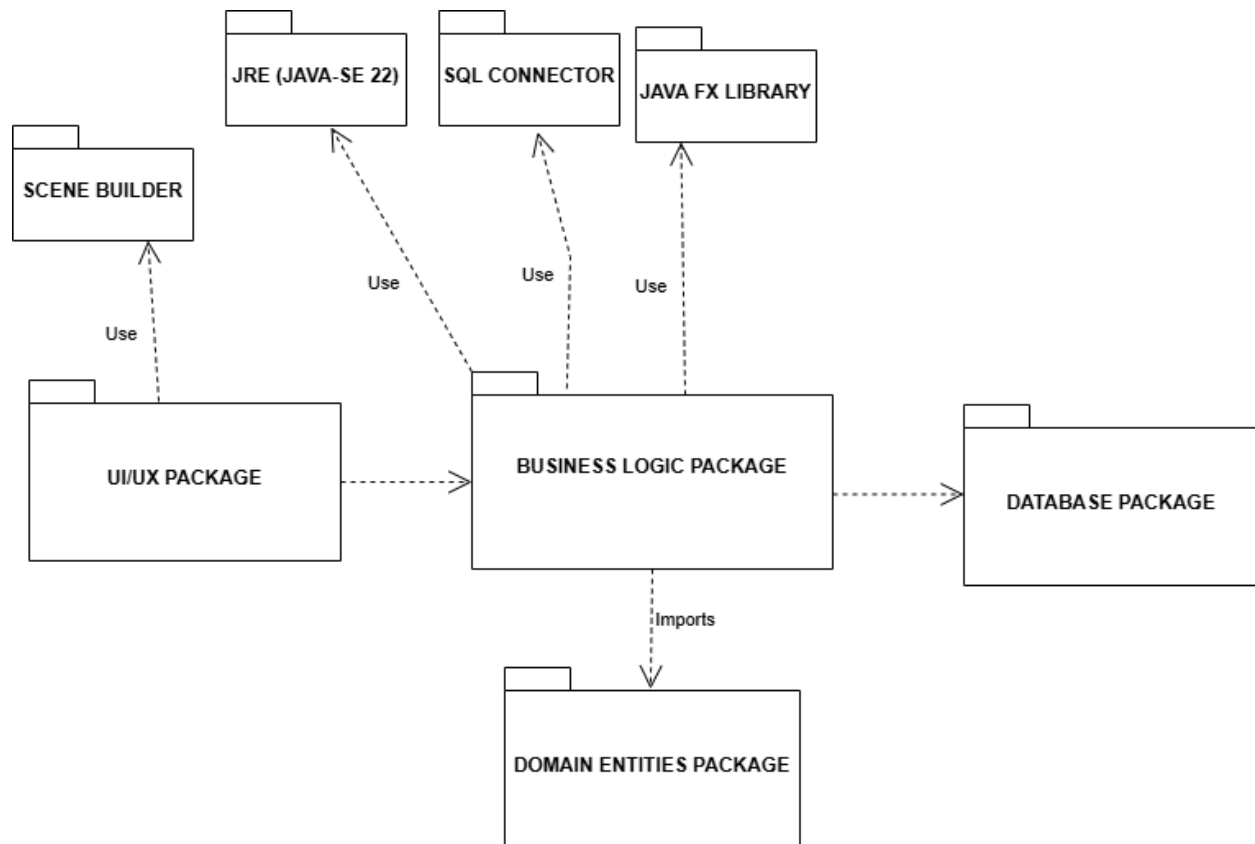 JRE (JAVA-SE 22)
SQL CONNECTOR
JAVA FX LIBRARY
SCENE BUILDER
Use
Use
Use
Use
UI/UX PACKAGE
BUSINESS LOGIC PACKAGE
DATABASE PACKAGE
Imports
DOMAIN ENTITIES PACKAGE